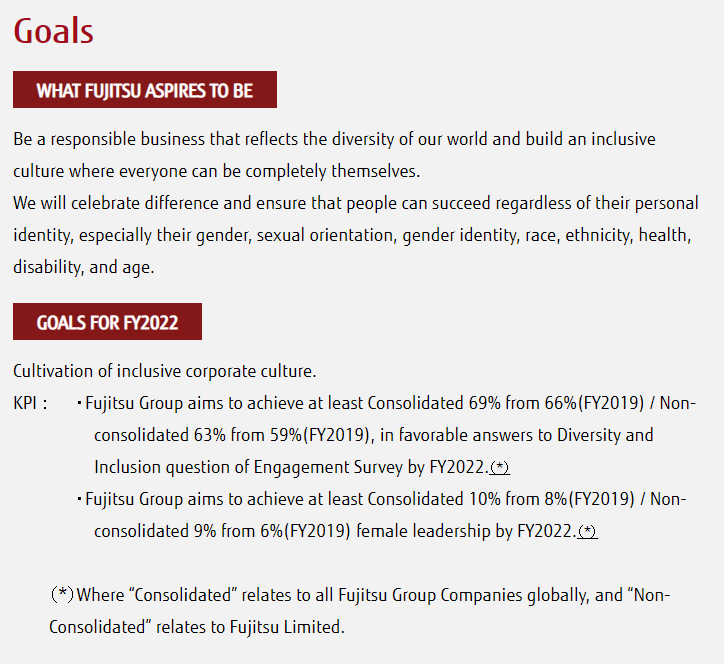 Goals
WHAT FUJITSU ASPIRES TO BE
Be a responsible business that reflects the diversity of our world and build an inclusive
culture where everyone can be completely themselves.
We will celebrate difference and ensure that people can succeed regardless of their personal
identity, especially their gender, sexual orientation, gender identity, race, ethnicity, health,
disability, and age.
GOALS FOR FY2022
Cultivation of inclusive corporate culture.
KPI : ・Fujitsu Group aims to achieve at least Consolidated 69% from 66%(FY2019) / Non-
consolidated 63% from 59%(FY2019), in favorable answers to Diversity and
Inclusion question of Engagement Survey by FY2022.(*)
・Fujitsu Group aims to achieve at least Consolidated 10% from 8%(FY2019) / Non-
consolidated 9% from 6%(FY2019) female leadership by FY2022.(*)
(*)Where “Consolidated” relates to all Fujitsu Group Companies globally, and “Non-
Consolidated” relates to Fujitsu Limited.